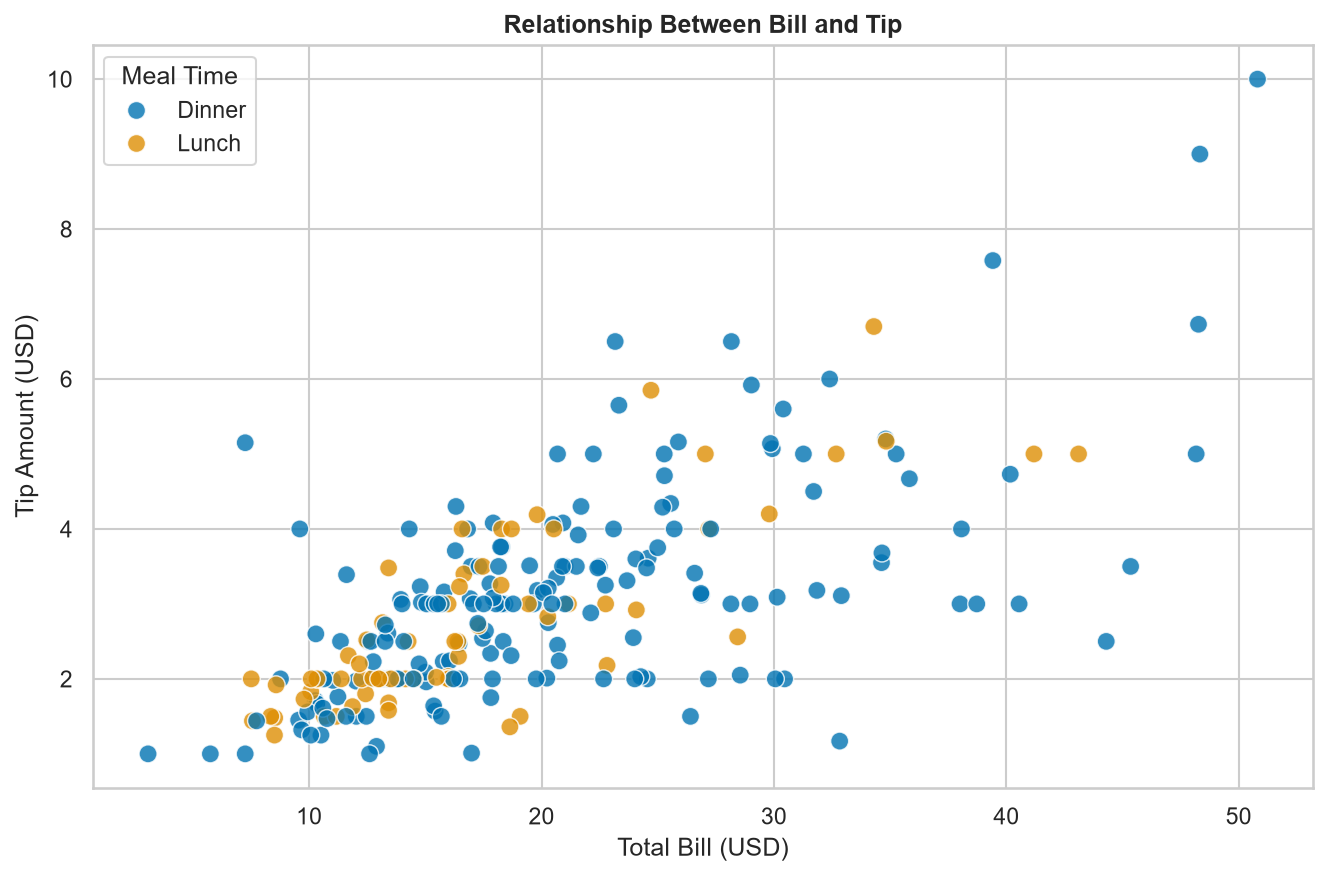 Relationship Between Bill and Tip
Meal Time
Dinner
Lunch
10
8
6
4
2
Tip Amount (USD)
10 20 30 40 50
Total Bill (USD)